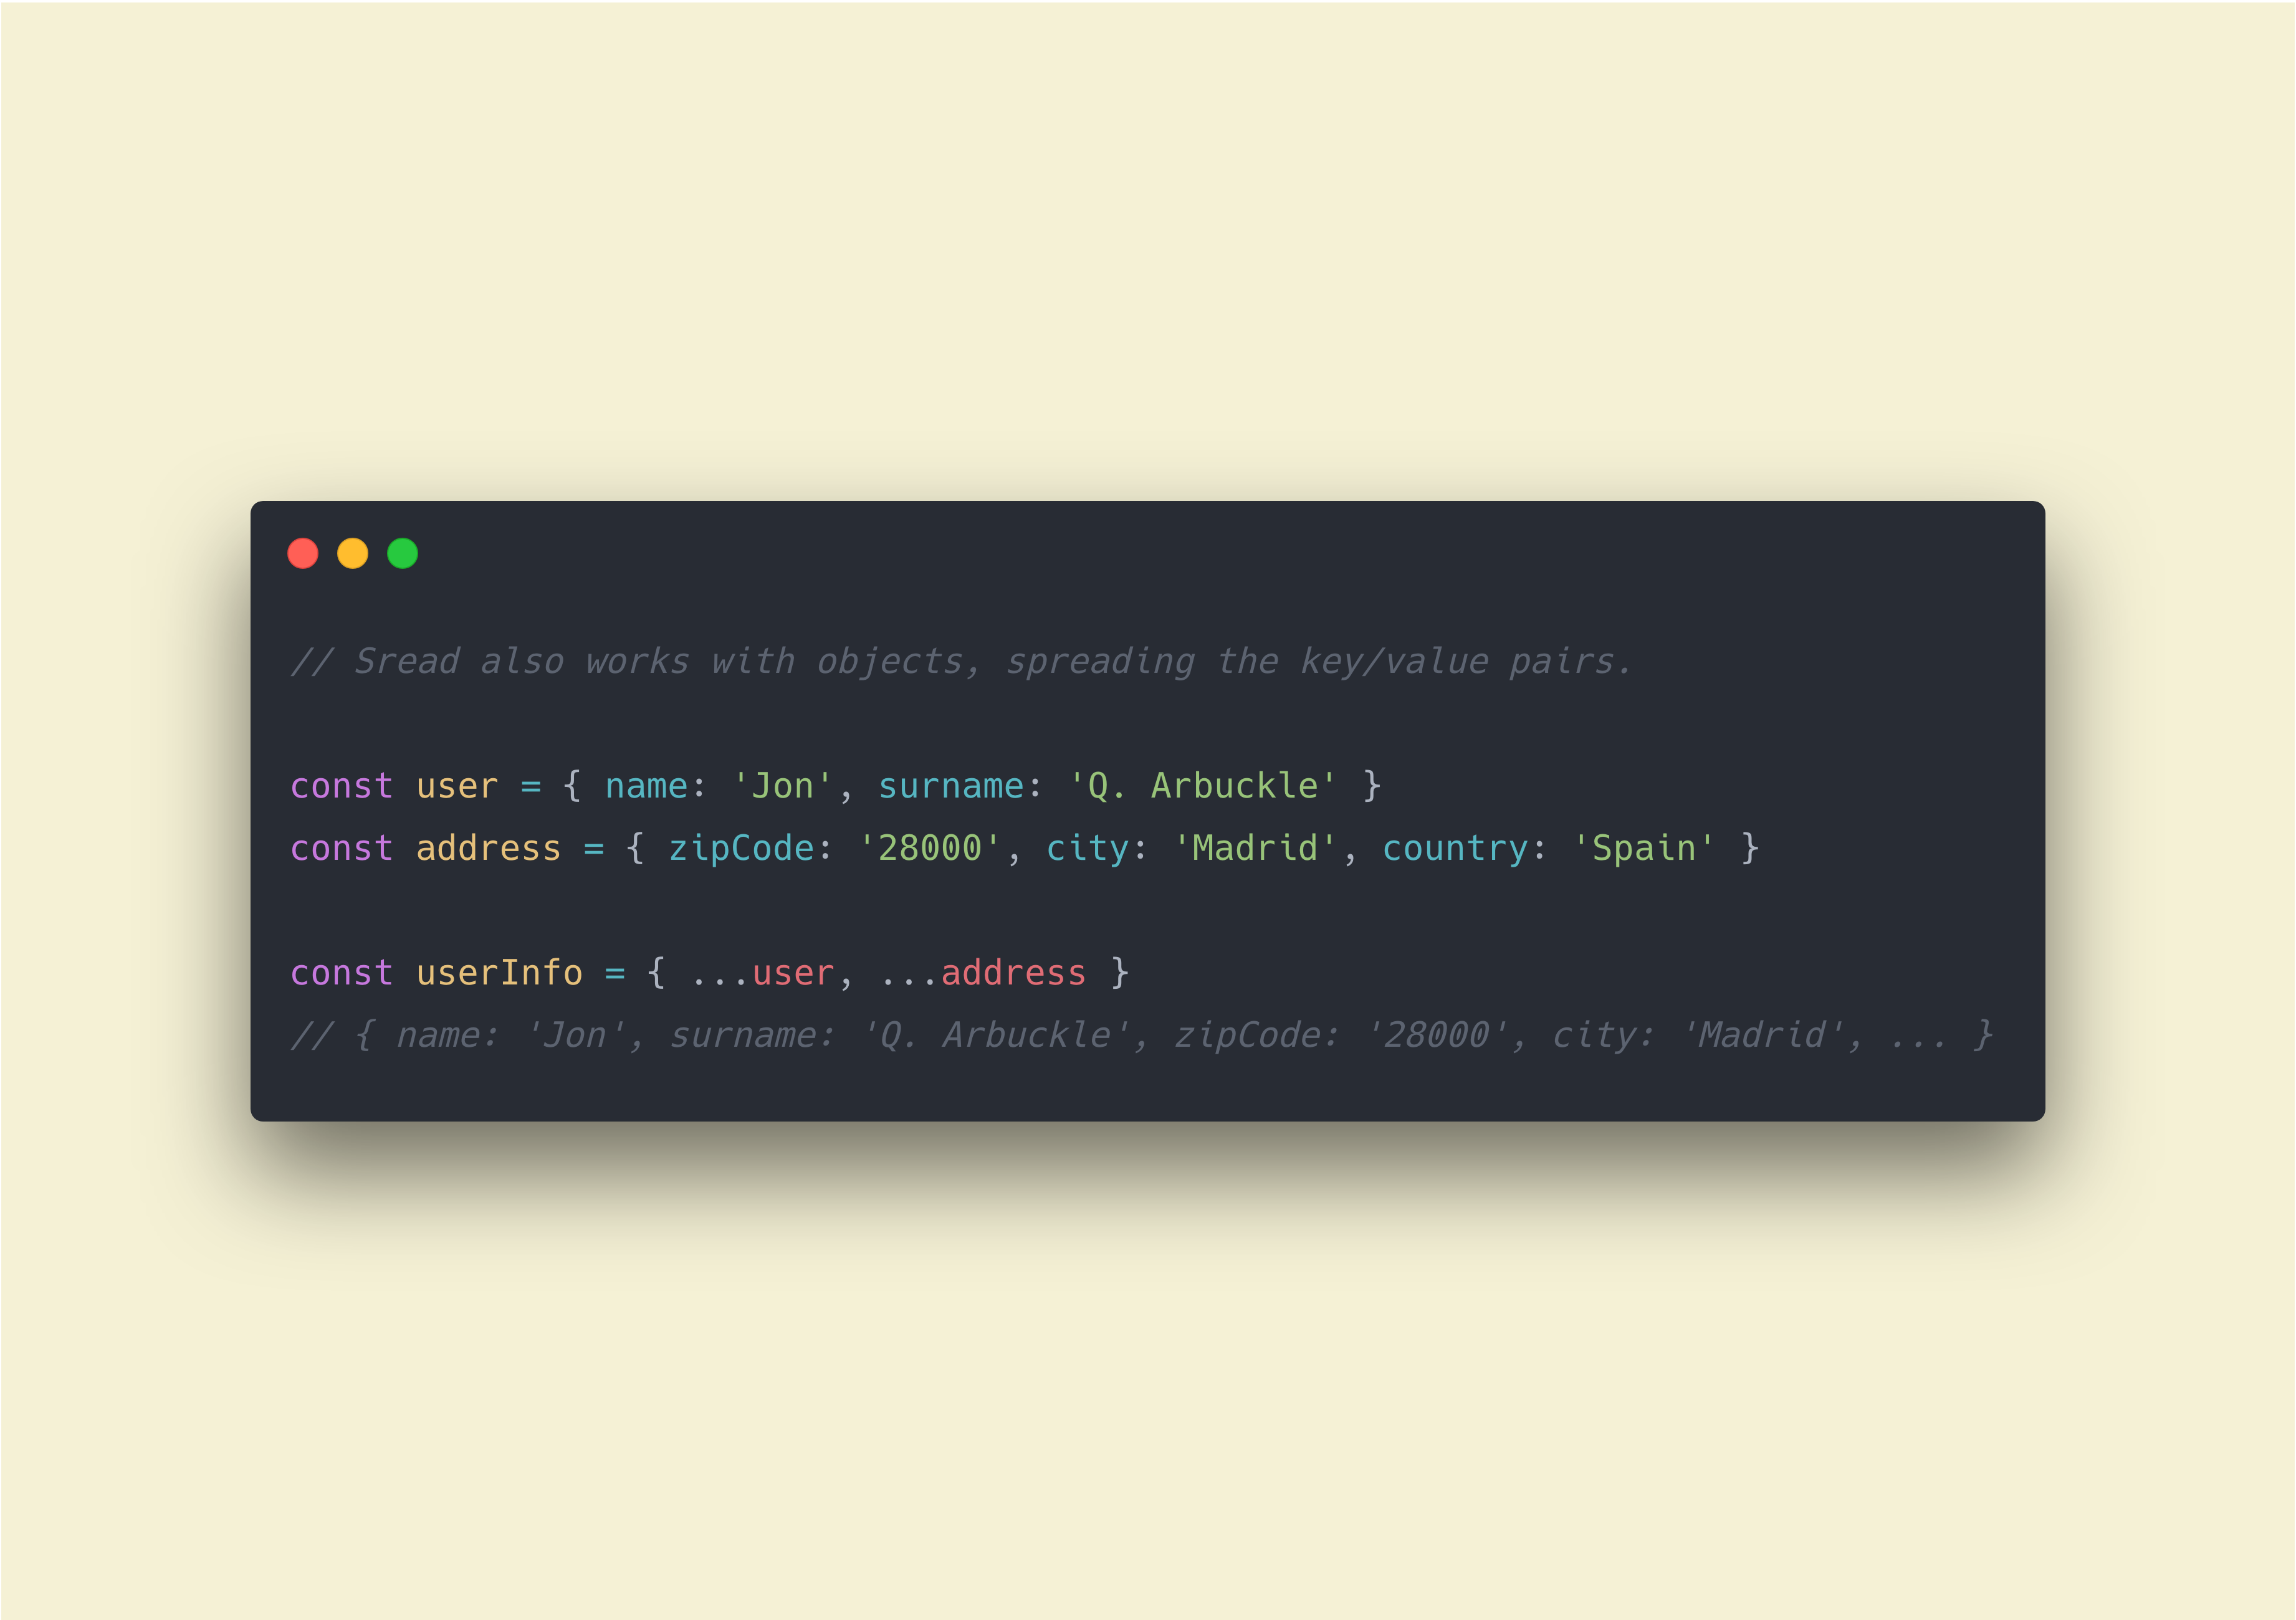 // Sread also works with objects, spreading the key/value pairs.
const user = { name: 'Jon', surname: 'Q. Arbuckle' }
const address = { zipCode: '28000', city: 'Madrid', country: 'Spain' }
const userInfo = { ...user, ...address }
// { name: 'Jon', surname: 'Q. Arbuckle', zipCode: '28000', city: 'Madrid', ... }